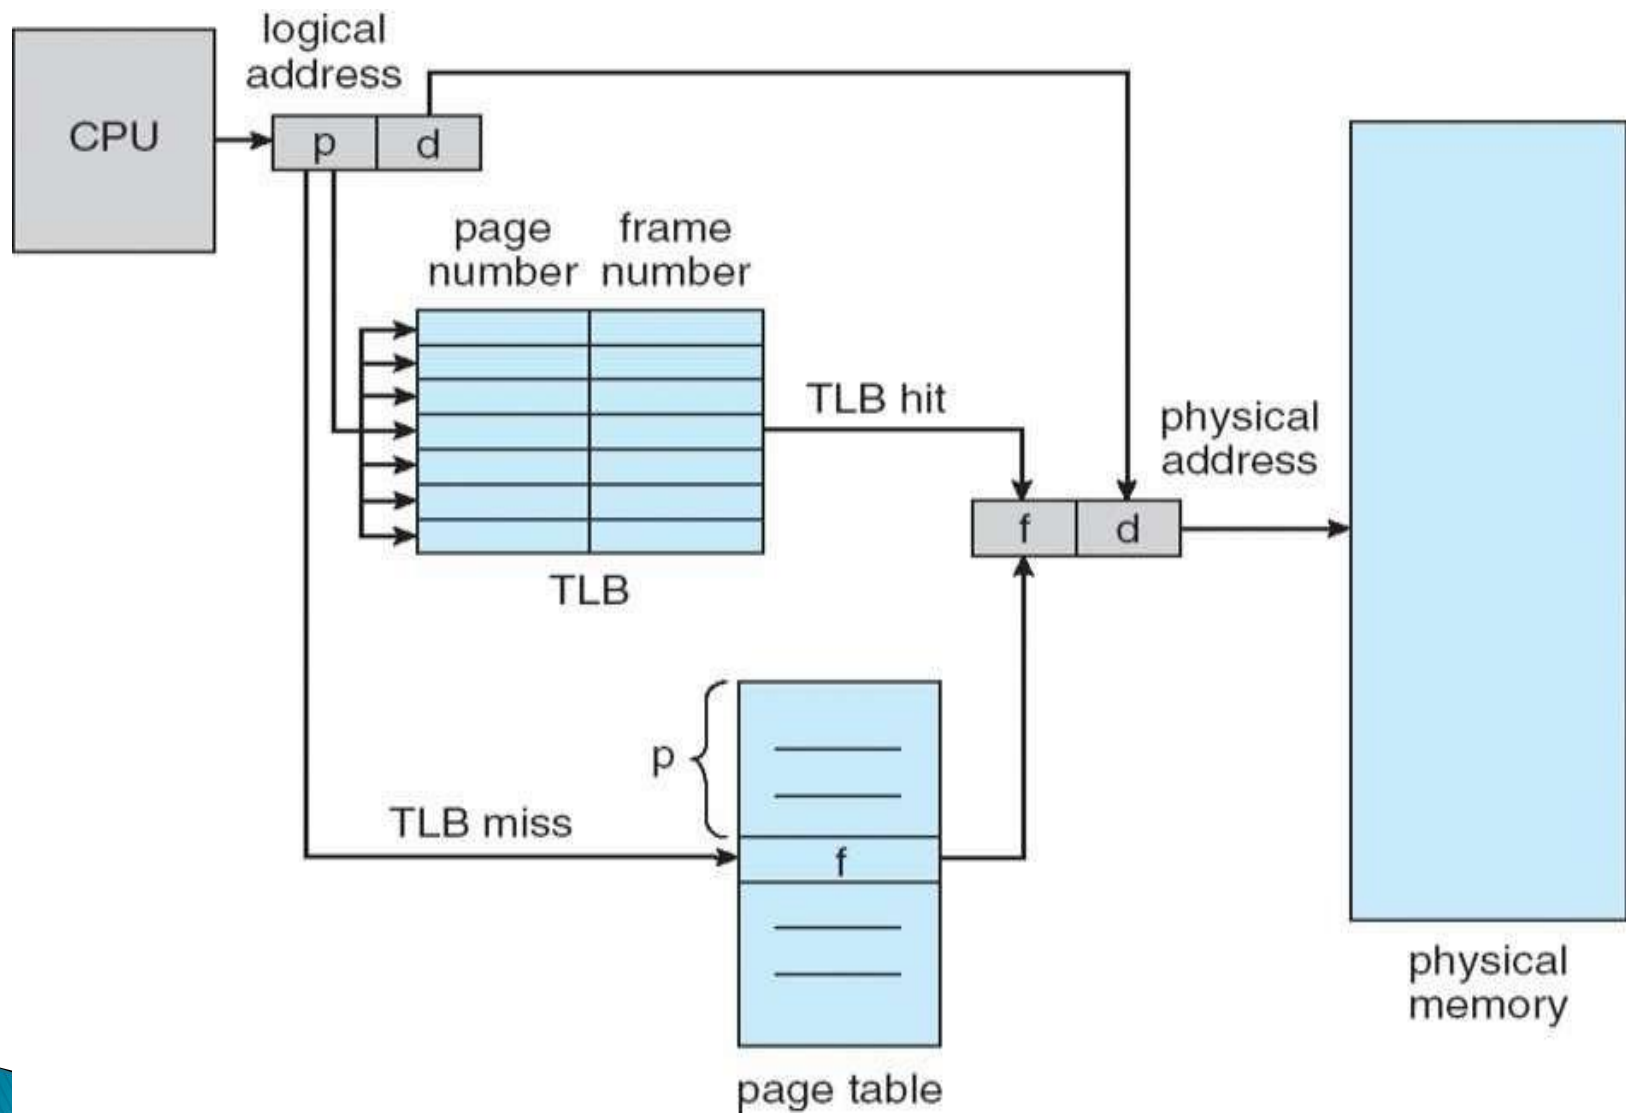 logical
address
CPU
p
d
page
number
frame
number
TLB hit
physical
address
f
d
TLB
p
TLB miss
f
physical
memory
page table